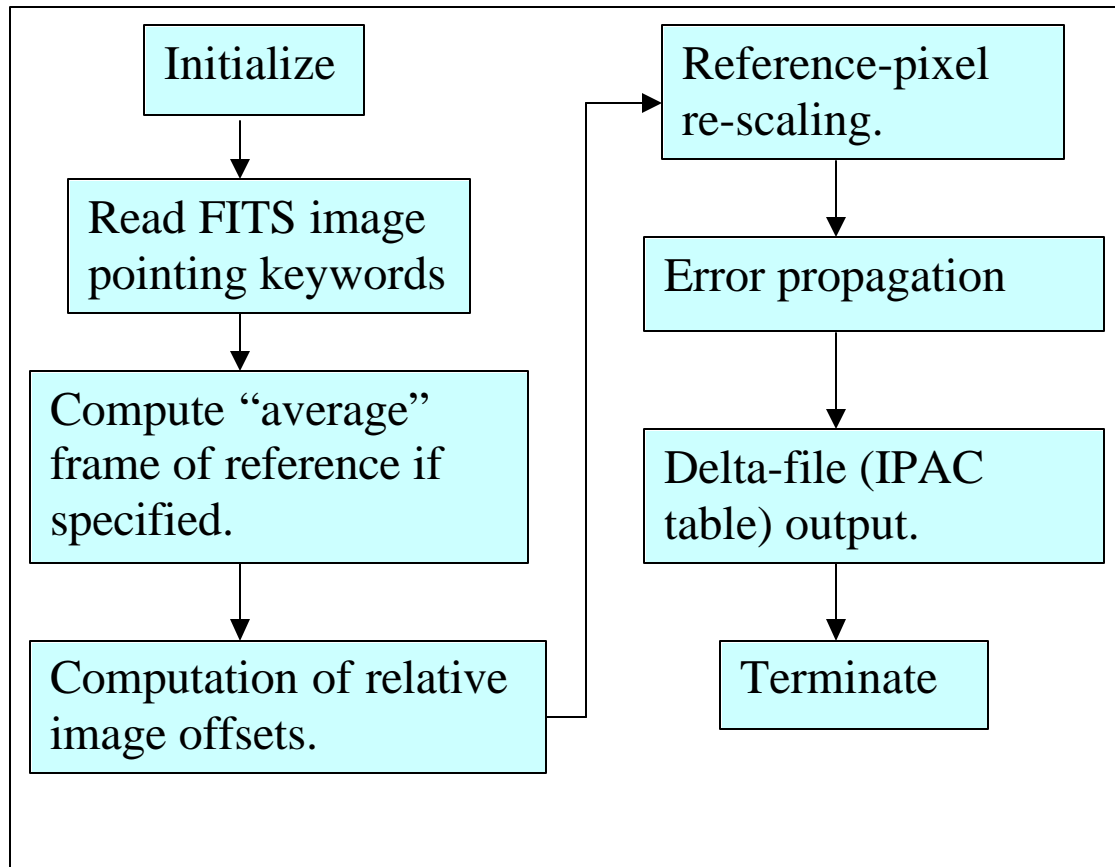 Initialize
Read FITS image
pointing keywords
Compute “average”
frame of reference if
specified.
Computation of relative
image offsets.
Reference-pixel
re-scaling.
Error propagation
Delta-file (IPAC
table) output.
Terminate